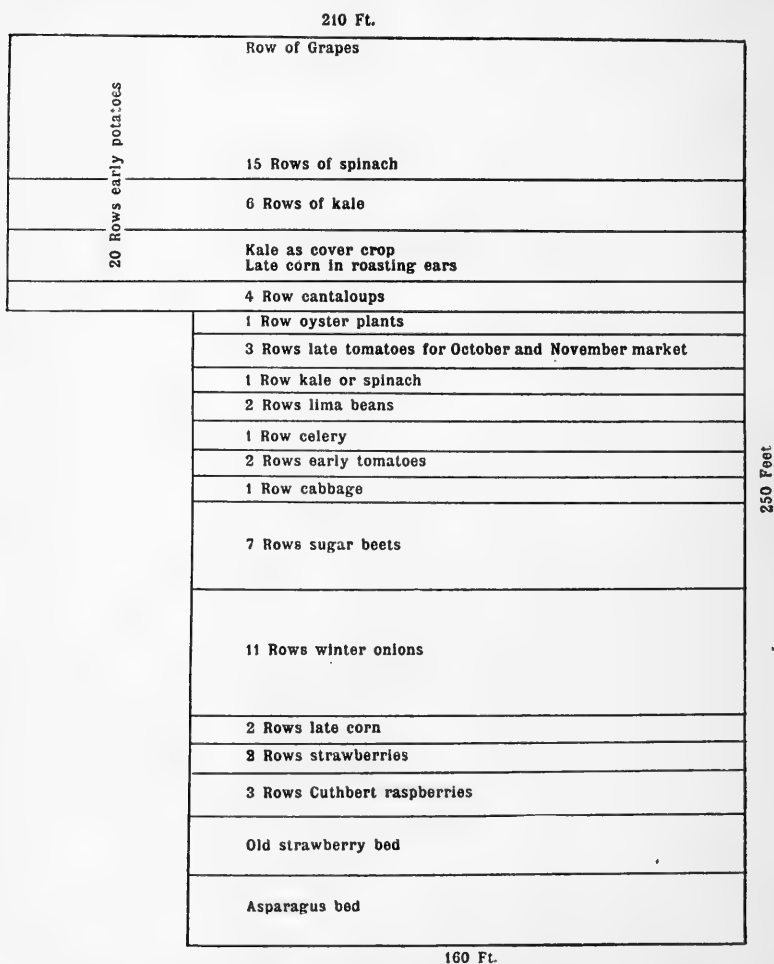 210 Ft.
Row of Grapes
20 Rows early potatoes
15 Rows of spinach
6 Rows of kale
Kale as cover crop
Late corn in roasting ears
4 Row cantaloups
1 Row oyster plants
3 Rows late tomatoes for October and November market
1 Row kale or spinach
2 Rows lima beans
1 Row celery
2 Rows early tomatoes
1 Row cabbage
250 Feet
7 Rows sugar beets
11 Rows winter onions
2 Rows late corn
Rows strawberries
3 Rows Cuthbert raspberries
Old strawberry bed
Asparagus bed
160 Ft.